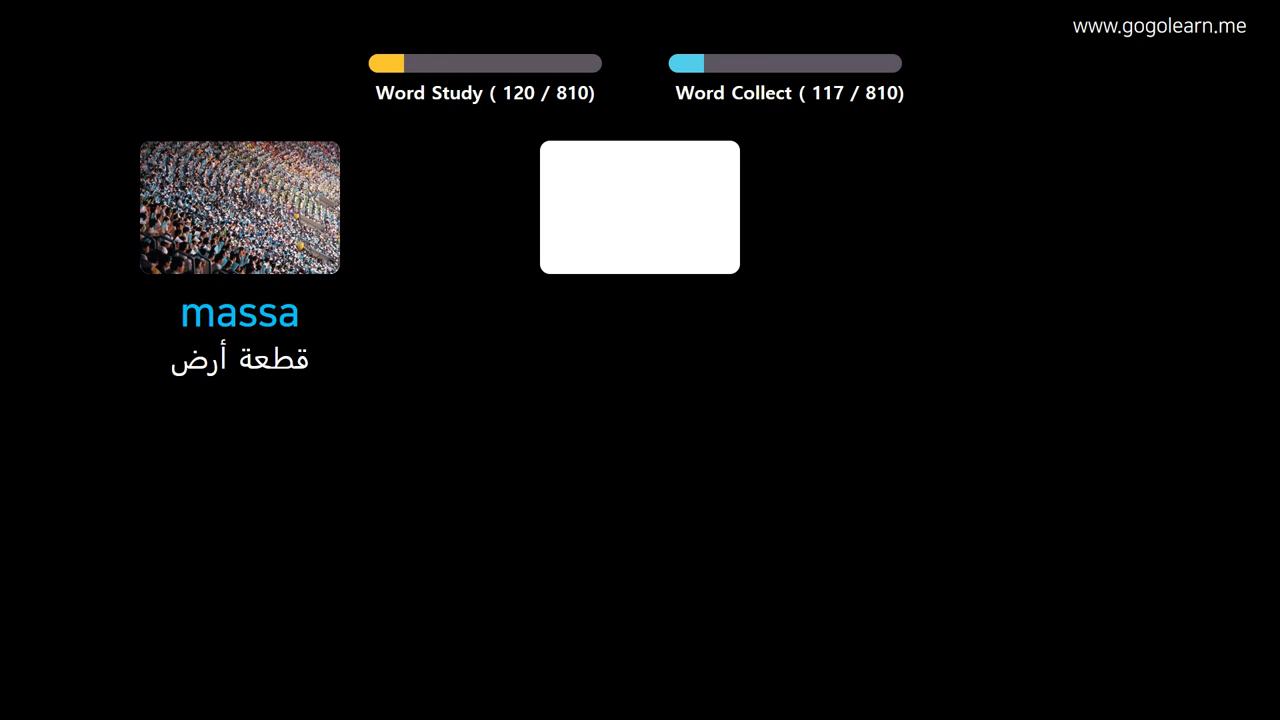 www.gogolearn.me
Word Study ( 120 / 810)
Word Collect ( 117 / 810)
massa
قطعة أرض